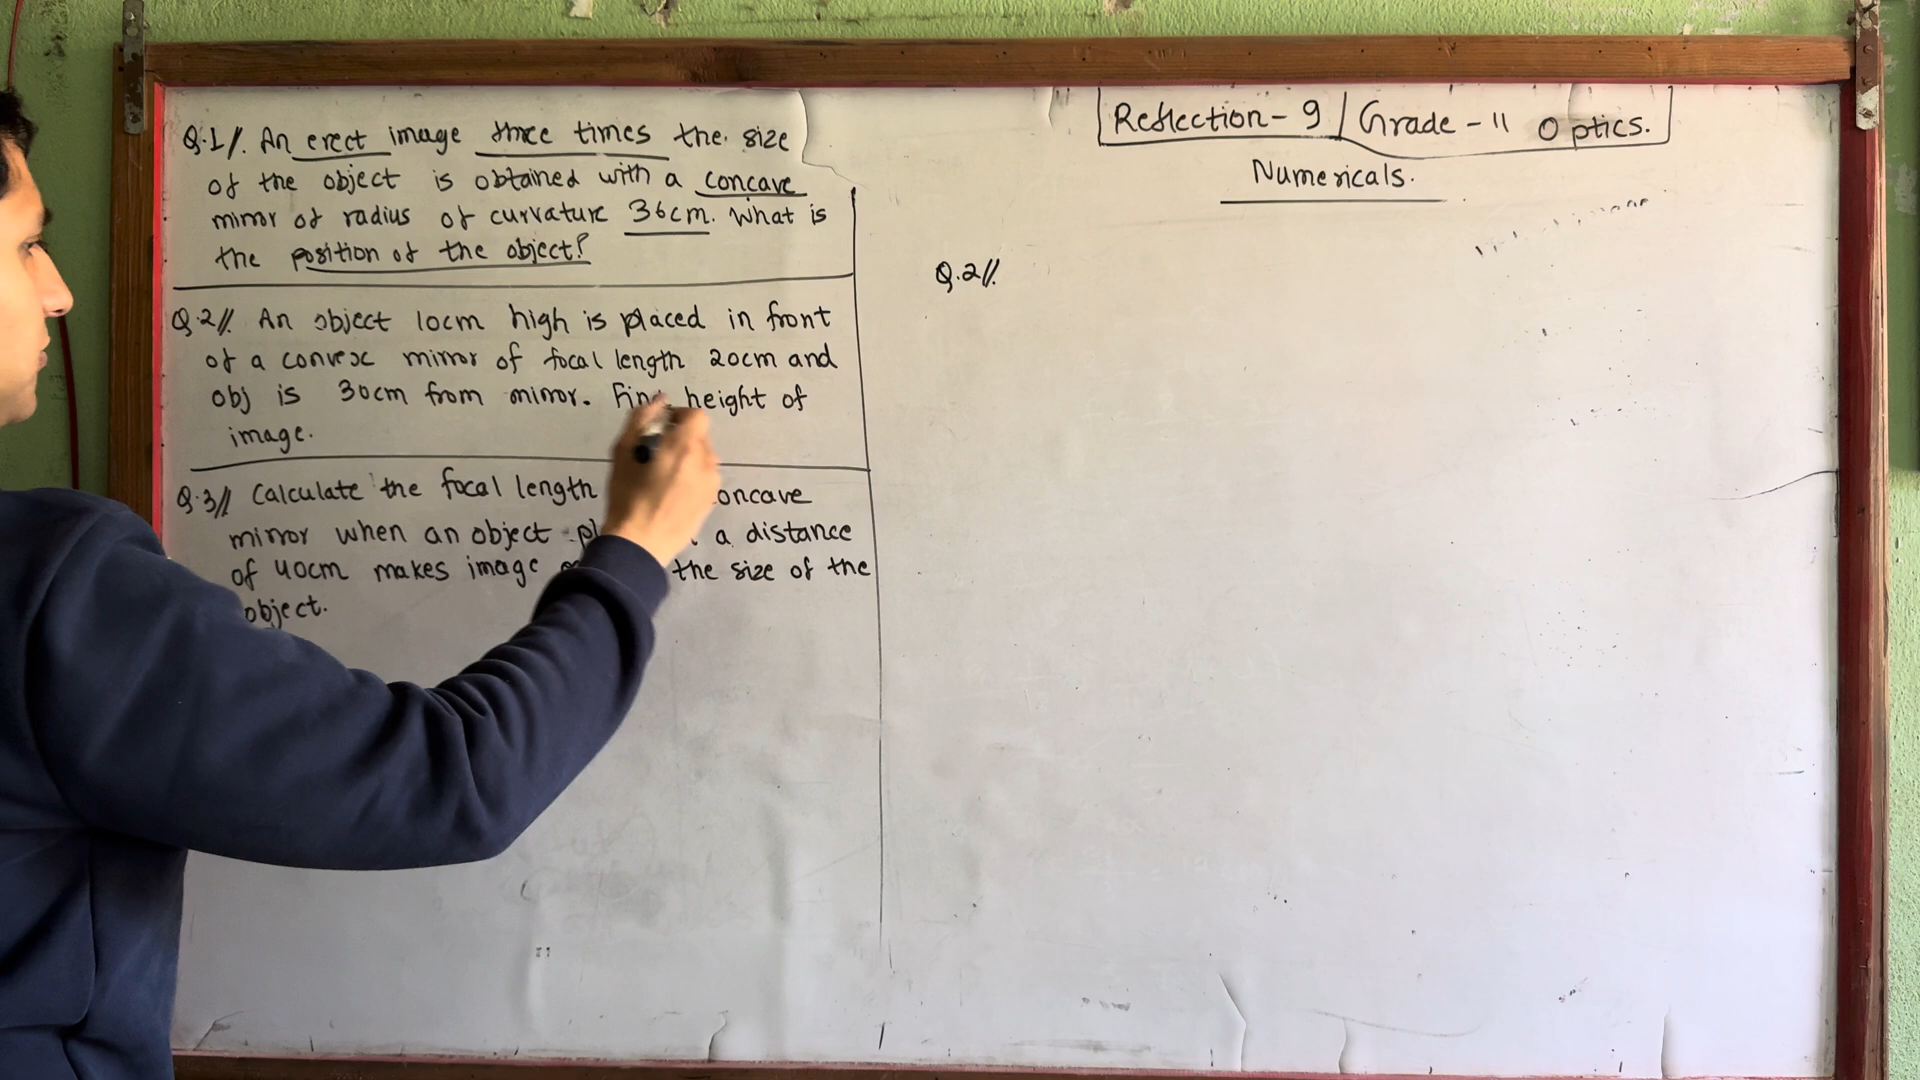 Q.1//. An erect image three times the size
of the object is obtained with a concave
mirror of radius of curvature 36cm. What is
the position of the object?
Q.2//. An object 10cm high is placed in front
of a convex mirror of focal length 20cm and
obj is 30cm from mirror. Find height of
image.
Q.3// Calculate the focal length oncave
mirror when an object pl a distance
of 40cm makes image the size of the
object.
Reflection-9 / Grade-11 Optics.
Numericals.
Q.2//.